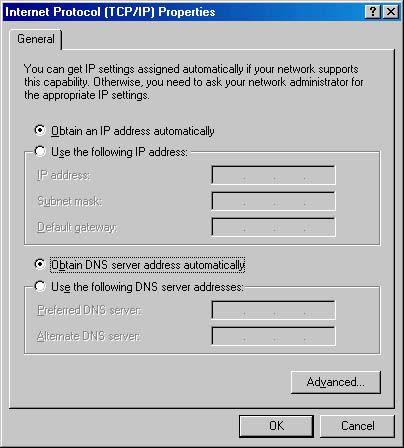 Internet Protocol (TCP/IP) Properties
General
You can get IP settings assigned automatically if your network supports
this capability. Otherwise, you need to ask your network administrator for
the appropriate IP settings.
Obtain an IP address automatically
Use the following IP address:
IP address:
Subnet mask:
Default gateway:
Obtain DNS server address automatically
Use the following DNS server addresses:
Preferred DNS server:
Alternate DNS server:
Advanced...
OK Cancel